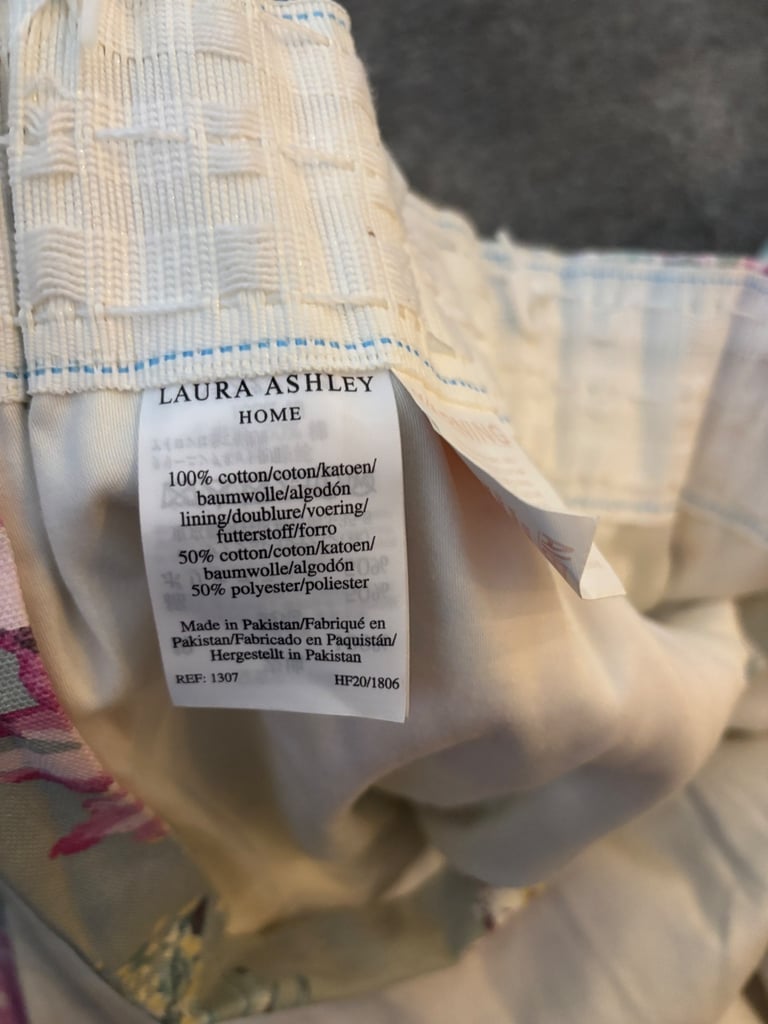 LAURA ASHLEY
HOME
100% cotton/coton/katoen/
baumwolle/algodón
lining/doublure/voering/
futterstoff/forro
50% cotton/coton/katoen/
baumwolle/algodón
50% polyester/poliester
Made in Pakistan/Fabriqué en
Pakistan/Fabricado en Paquistán/
Hergestellt in Pakistan
REF: 1307 HF20/1806